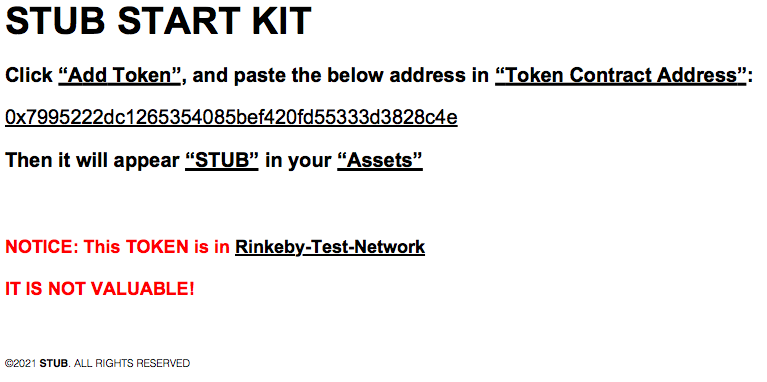 STUB START KIT
Click “Add Token”, and paste the below address in “Token Contract Address”:
0x7995222dc1265354085bef420fd55333d3828c4e
Then it will appear “STUB” in your “Assets”
NOTICE: This TOKEN is in Rinkeby-Test-Network
IT IS NOT VALUABLE!
©2021 STUB. ALL RIGHTS RESERVED